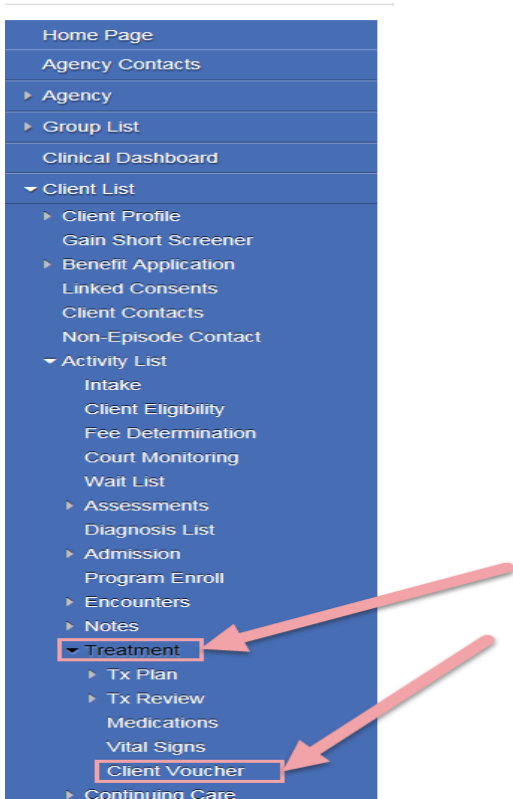 Home Page
Agency Contacts
Agency
Group List
Clinical Dashboard
Client List
Client Profile
Gain Short Screener
Benefit Application
Linked Consents
Client Contacts
Non-Episode Contact
Activity List
Intake
Client Eligibility
Fee Determination
Court Monitoring
Wait List
Assessments
Diagnosis List
Admission
Program Enroll
Encounters
Notes
Treatment
Tx Plan
Tx Review
Medications
Vital Signs
Client Voucher
Continuing Care